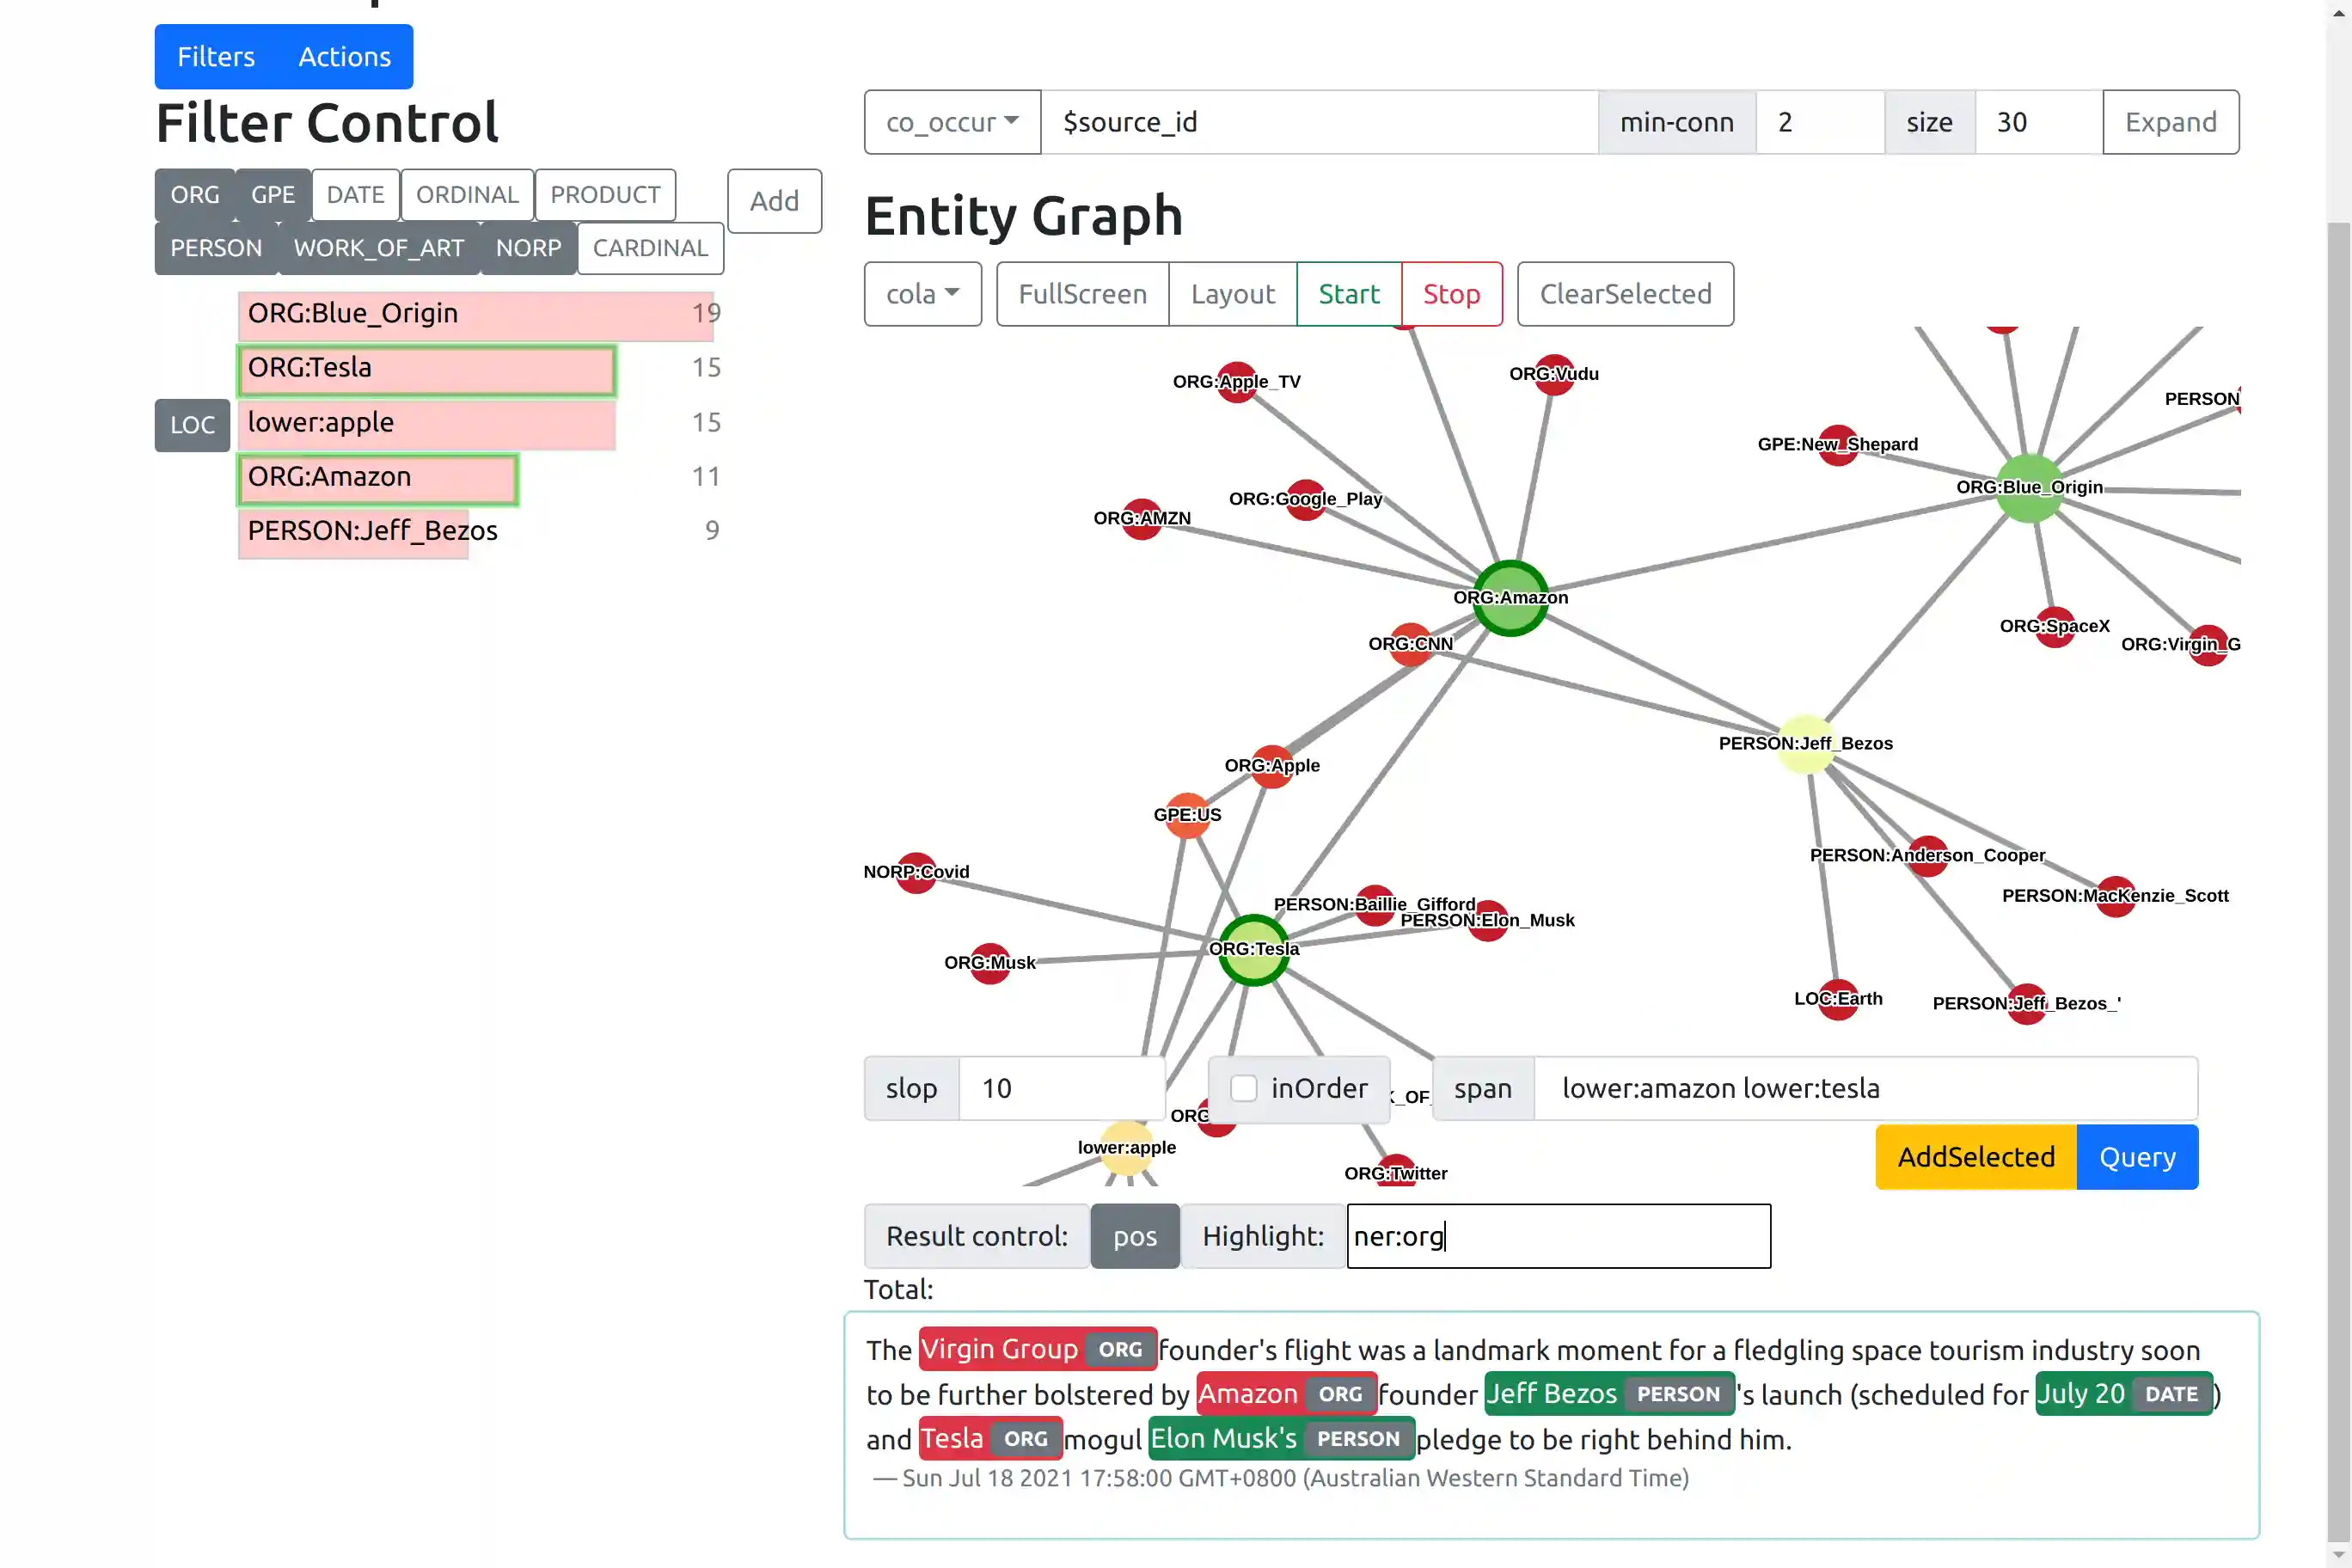 Filters Actions
Filter Control
ORG GPE DATE ORDINAL PRODUCT Add
PERSON WORK_OF_ART NORP CARDINAL
ORG:Blue_Origin 19
ORG:Tesla 15
LOC lower:apple 15
ORG:Amazon 11
PERSON:Jeff_Bezos 9
co_occur $source_id min-conn 2 size 30 Expand
Entity Graph
cola FullScreen Layout Start Stop ClearSelected
ORG:Vudu
ORG:Apple_TV
PERSON
GPE:New_Shepard
ORG:Blue_Origin
ORG:Google_Play
ORG:AMZN
ORG:Amazon
ORG:SpaceX
ORG:CNN
ORG:Virgin_G
PERSON:Jeff_Bezos
ORG:Apple
GPE:US
PERSON:Anderson_Cooper
NORP:Covid
PERSON:MacKenzie_Scott
PERSON:Baillie_Gifford
PERSON:Elon_Musk
ORG:Tesla
ORG:Musk
LOC:Earth
PERSON:Jeff_Bezos_'
slop 10 inOrder _OF_ span lower:amazon lower:tesla
ORG
lower:apple
AddSelected Query
ORG:Twitter
Result control: pos Highlight: ner:org
Total:
The Virgin Group ORG founder's flight was a landmark moment for a fledgling space tourism industry soon
to be further bolstered by Amazon ORG founder Jeff Bezos PERSON 's launch (scheduled for July 20 DATE )
and Tesla ORG mogul Elon Musk's PERSON pledge to be right behind him.
— Sun Jul 18 2021 17:58:00 GMT+0800 (Australian Western Standard Time)